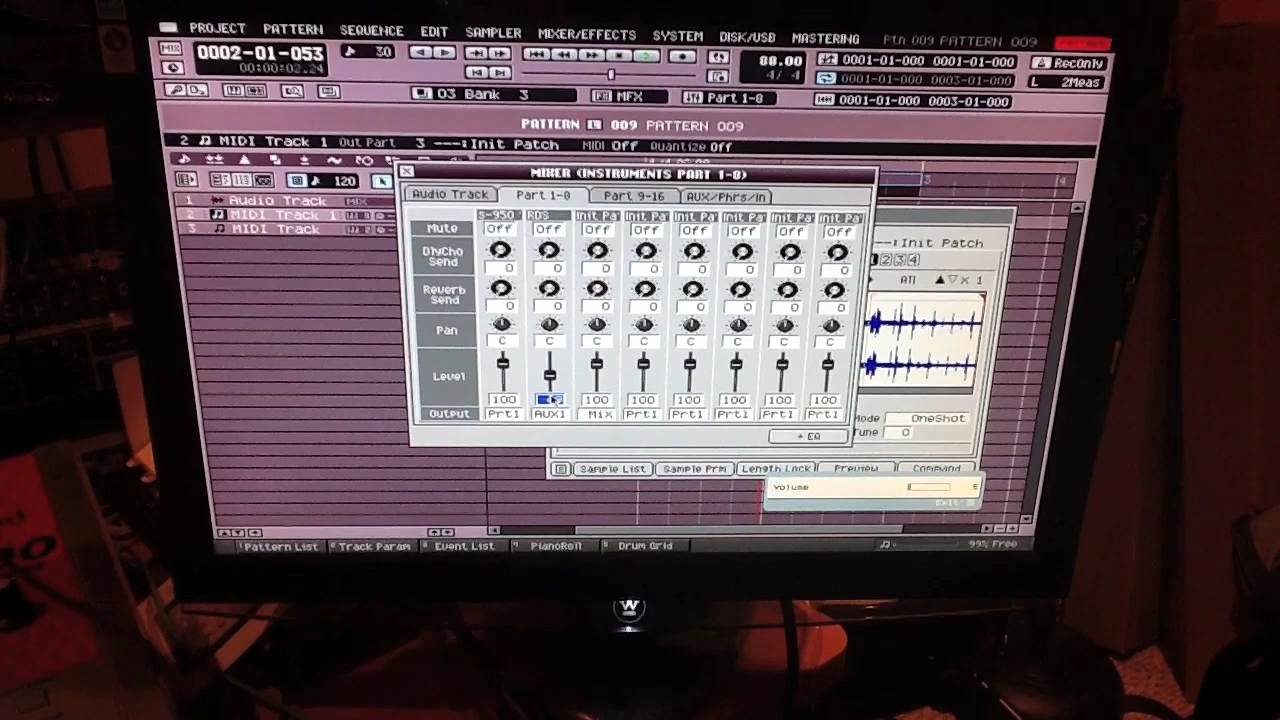 PROJECT PATTERN SEQUENCE EDIT SAMPLER MIXER/EFFECTS SYSTEM DISK/USB MASTERING Ptn 009 PATTERN 009
MIX 0002-01-053 30 88.00 0001-01-000 0001-01-000 RecOnly
00:00:02.24 4/ 4 0001-01-000 0003-01-000 L 2Meas
03 Bank 3 MFX Part 1-8 0001-01-000 0003-01-000
PATTERN L 009 PATTERN 009
2 MIDI Track 1 Out Part 3 ---:Init Patch MIDI Off Quantize Off
120
1 Audio Track MIX
2 MIDI Track 1
3 MIDI Track
MIXER (INSTRUMENTS PART 1-8)
Audio Track Part 1-8 Part 9-16 AUX/Phrs/In
S-950 RDS Init Pa Init Pa Init Pa Init Pa Init Pa Init Pa
Mute Off Off Off Off Off Off Off Off
DlyCho Send 0 0 0 0 0 0 0 0
Reverb Send 0 0 0 0 0 0 0 0
Pan C C C C C C C C
Level 100 100 100 100 100 100 100
Output Prt1 AUX1 Mix Prt1 Prt1 Prt1 Prt1 Prt1
+ EQ
---:Init Patch
1 2 3 4
All 1
Mode OneShot
Tune 0
Sample List Sample Prm Length Lock Preview Command
Volume
Pattern List Track Param Event List PianoRoll Drum Grid 99% Free
W